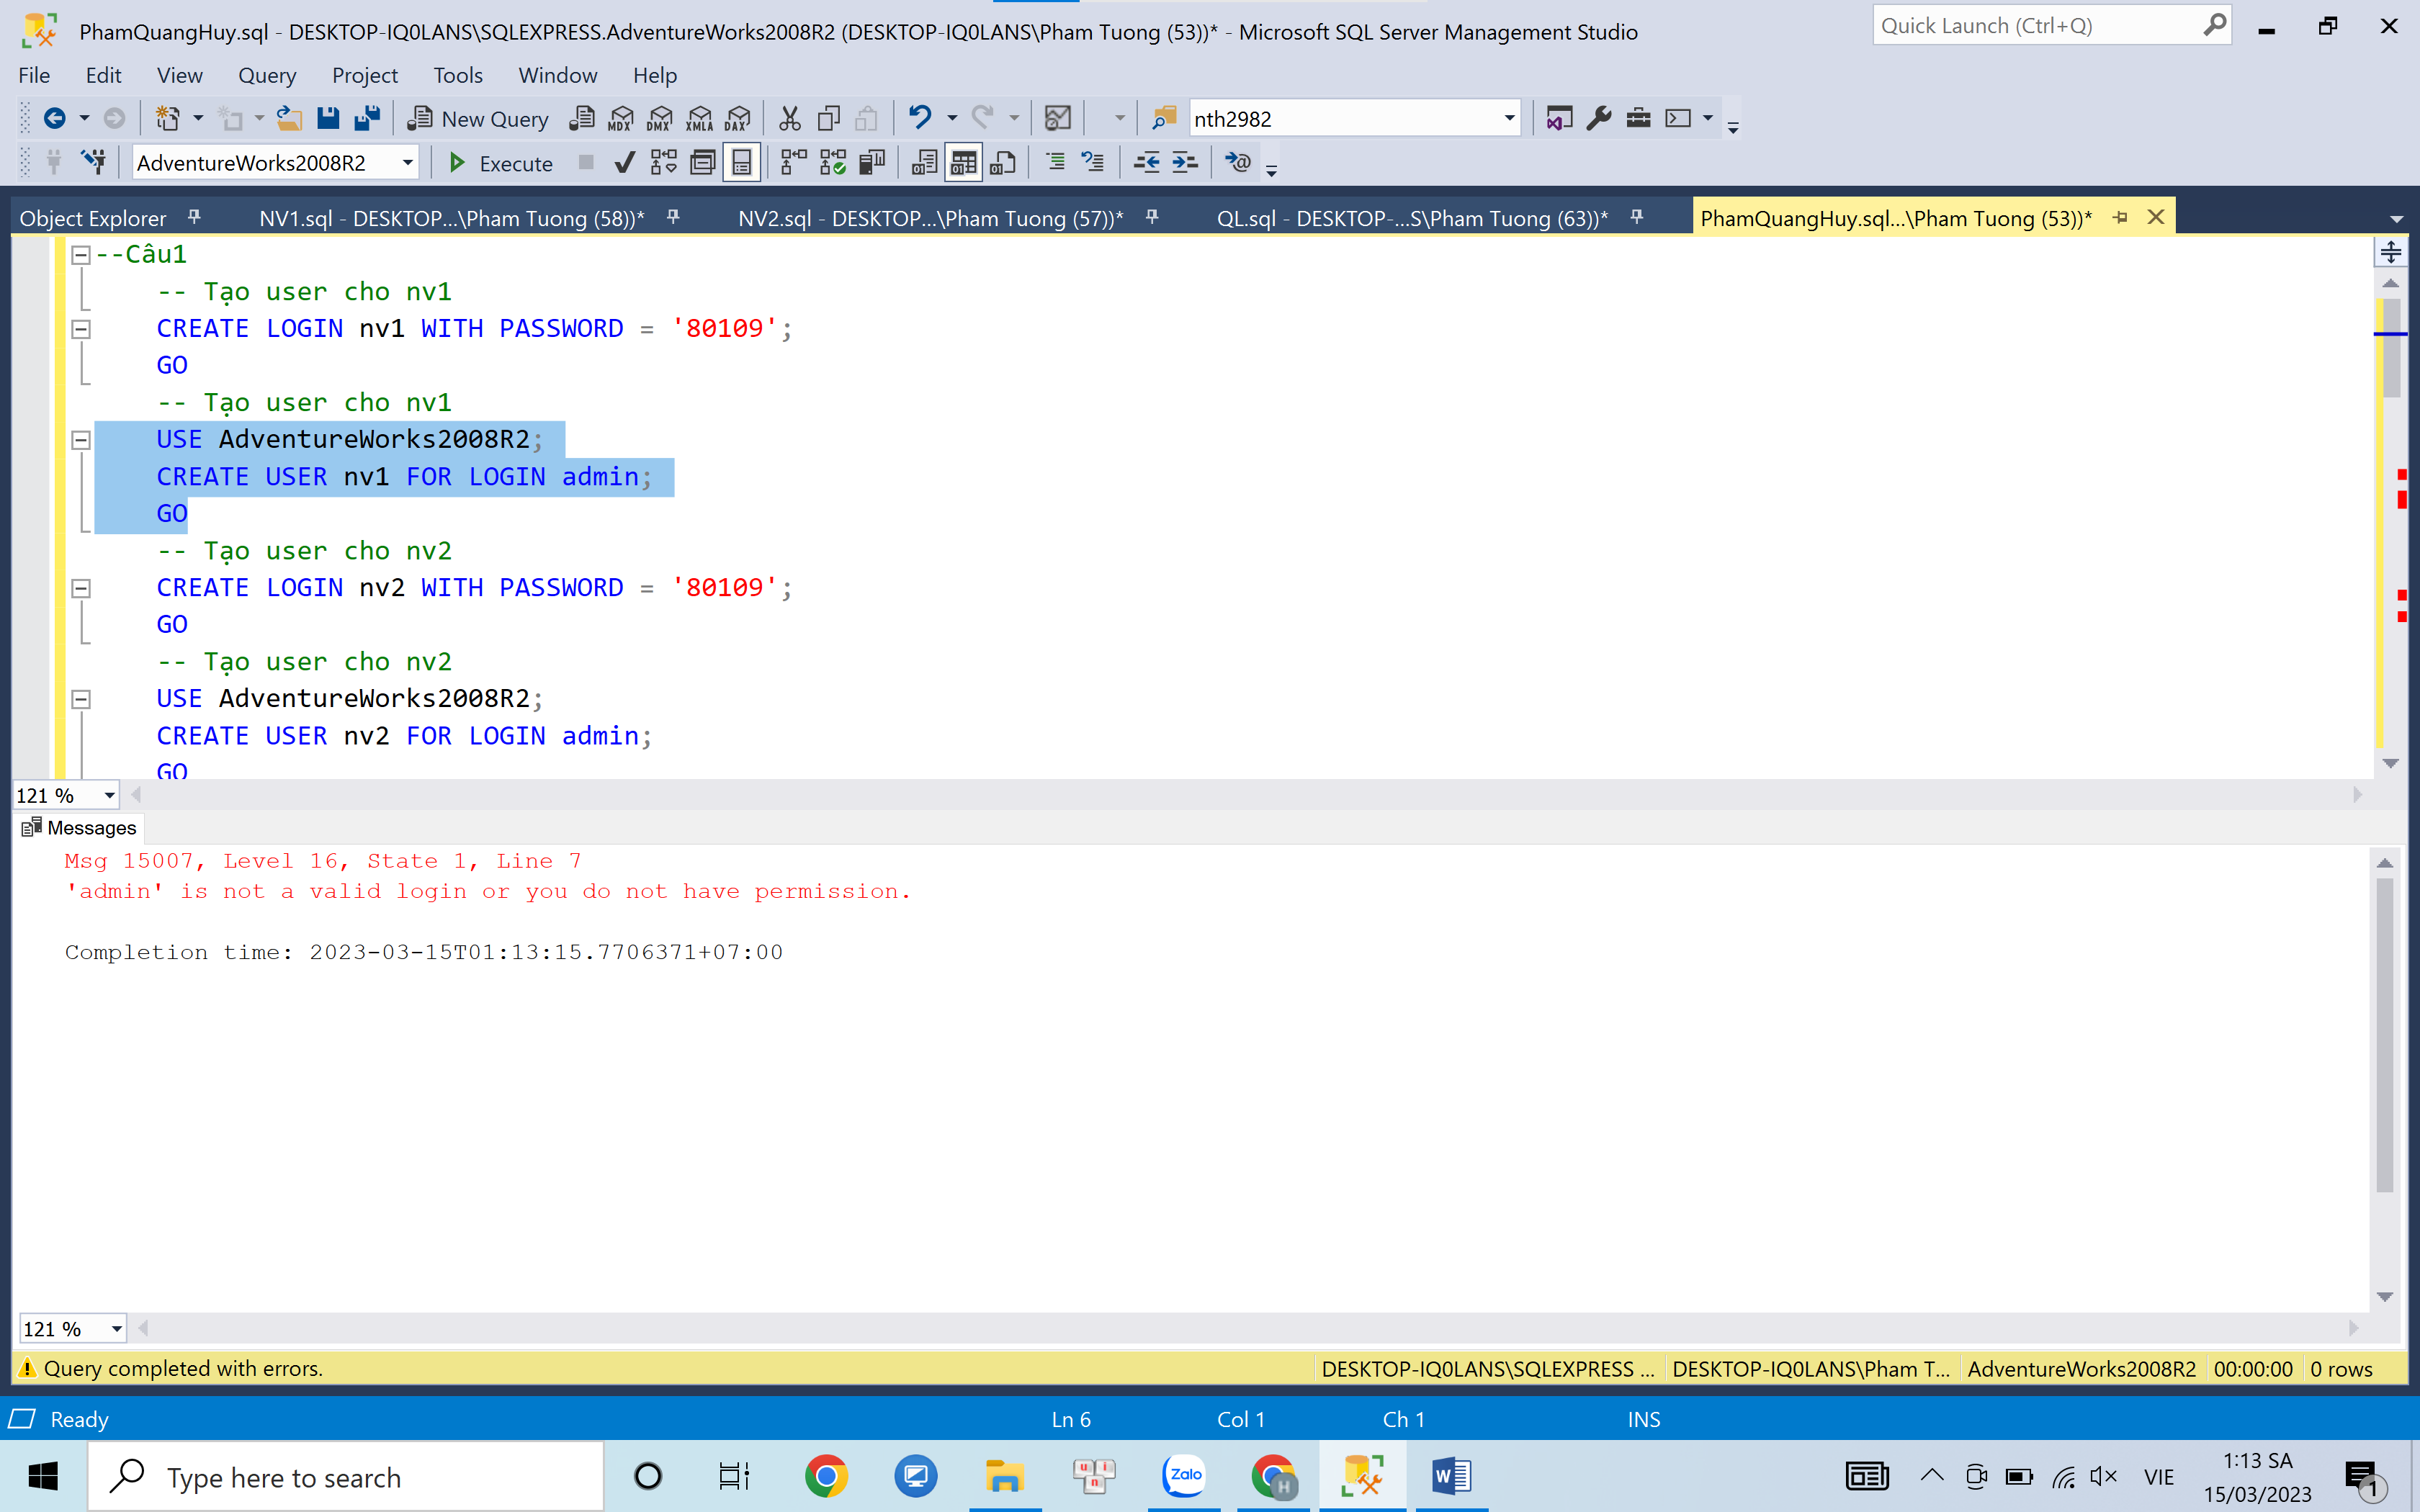 PhamQuangHuy.sql - DESKTOP-IQ0LANS\SQLEXPRESS.AdventureWorks2008R2 (DESKTOP-IQ0LANS\Pham Tuong (53))* - Microsoft SQL Server Management Studio
Quick Launch (Ctrl+Q)
File Edit View Query Project Tools Window Help
New Query MDX DMX XMLA DAX nth2982
AdventureWorks2008R2 Execute
Object Explorer NV1.sql - DESKTOP...\Pham Tuong (58))* NV2.sql - DESKTOP...\Pham Tuong (57))* QL.sql - DESKTOP-...S\Pham Tuong (63))* PhamQuangHuy.sql...\Pham Tuong (53))*
--Câu1
-- Tạo user cho nv1
CREATE LOGIN nv1 WITH PASSWORD = '80109';
GO
-- Tạo user cho nv1
USE AdventureWorks2008R2;
CREATE USER nv1 FOR LOGIN admin;
GO
-- Tạo user cho nv2
CREATE LOGIN nv2 WITH PASSWORD = '80109';
GO
-- Tạo user cho nv2
USE AdventureWorks2008R2;
CREATE USER nv2 FOR LOGIN admin;
GO
121 %
Messages
Msg 15007, Level 16, State 1, Line 7
'admin' is not a valid login or you do not have permission.
Completion time: 2023-03-15T01:13:15.7706371+07:00
121 %
Query completed with errors. DESKTOP-IQ0LANS\SQLEXPRESS ... DESKTOP-IQ0LANS\Pham T... AdventureWorks2008R2 00:00:00 0 rows
Ready Ln 6 Col 1 Ch 1 INS
Type here to search
Zalo
H
W
VIE
1:13 SA
15/03/2023
1